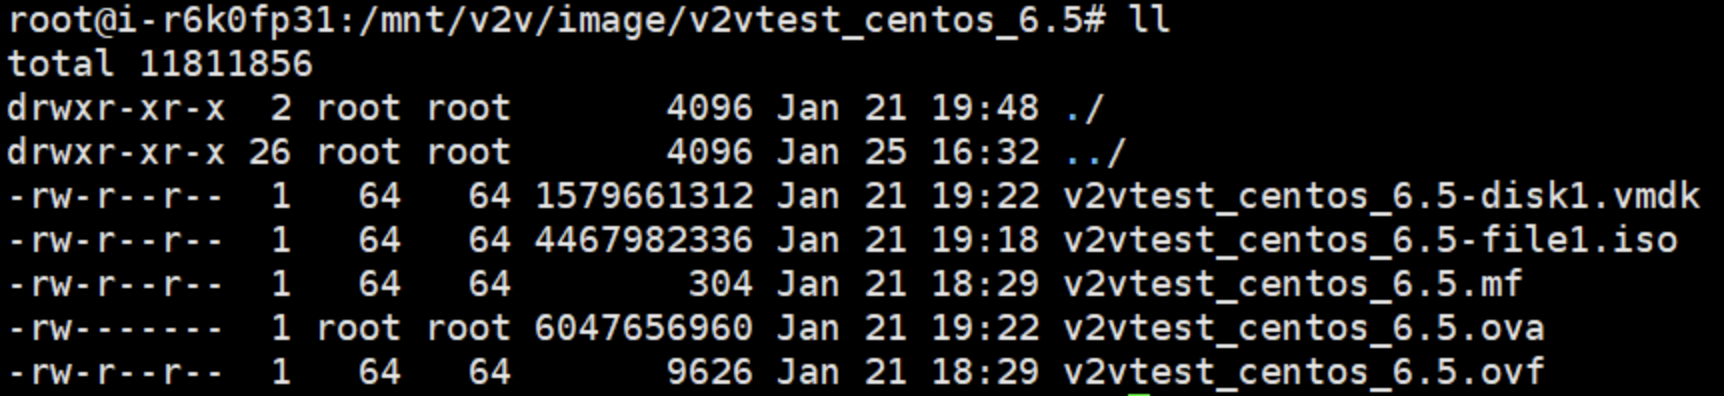 root@i-r6k0fp31:/mnt/v2v/image/v2vtest_centos_6.5# ll
total 11811856
drwxr-xr-x  2 root root       4096 Jan 21 19:48 ./
drwxr-xr-x 26 root root       4096 Jan 25 16:32 ../
-rw-r--r--  1   64   64 1579661312 Jan 21 19:22 v2vtest_centos_6.5-disk1.vmdk
-rw-r--r--  1   64   64 4467982336 Jan 21 19:18 v2vtest_centos_6.5-file1.iso
-rw-r--r--  1   64   64        304 Jan 21 18:29 v2vtest_centos_6.5.mf
-rw-------  1 root root 6047656960 Jan 21 19:22 v2vtest_centos_6.5.ova
-rw-r--r--  1   64   64       9626 Jan 21 18:29 v2vtest_centos_6.5.ovf